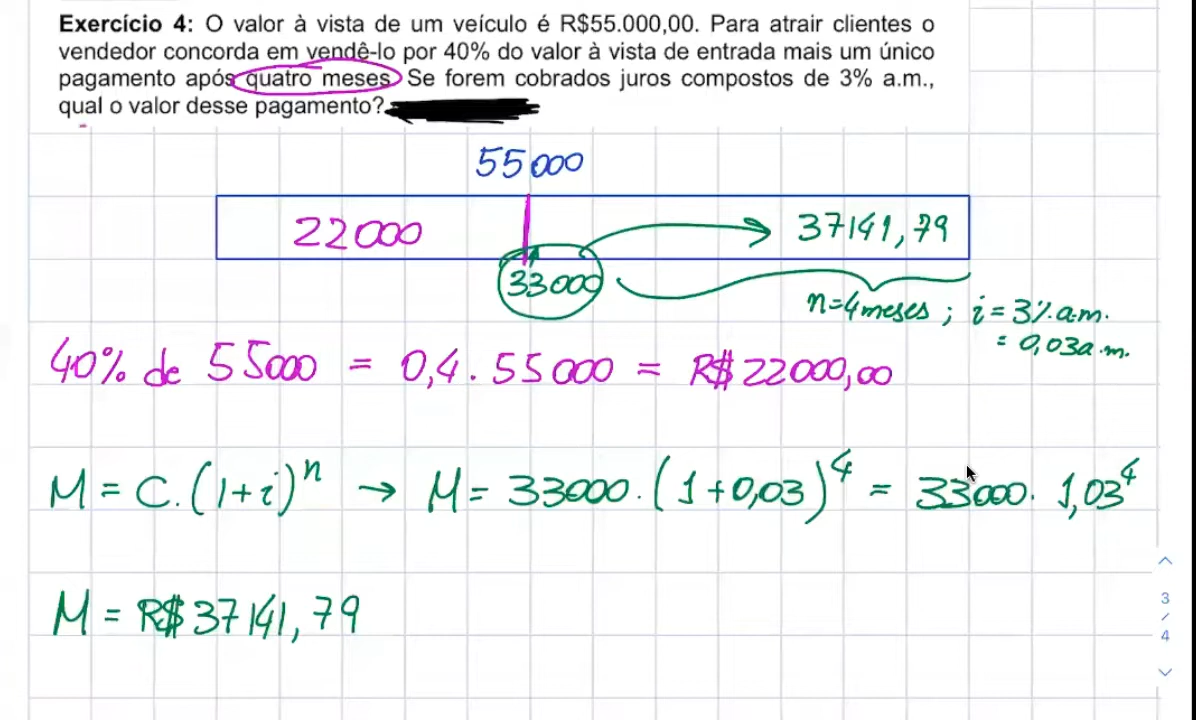 Exercício 4: O valor à vista de um veículo é R$55.000,00. Para atrair clientes o
vendedor concorda em vendê-lo por 40% do valor à vista de entrada mais um único
pagamento após quatro meses. Se forem cobrados juros compostos de 3% a.m.,
qual o valor desse pagamento?
55000
22000
37141,79
33000
n=4meses ; i = 3% a.m.
= 0,03a.m.
40% de 55000 = 0,4 . 55000 = R$22000,00
M = C.(1+i)^n → M = 33000.(1+0,03)^4 = 33000. 1,03^4
M = R$37141,79
3
/
4